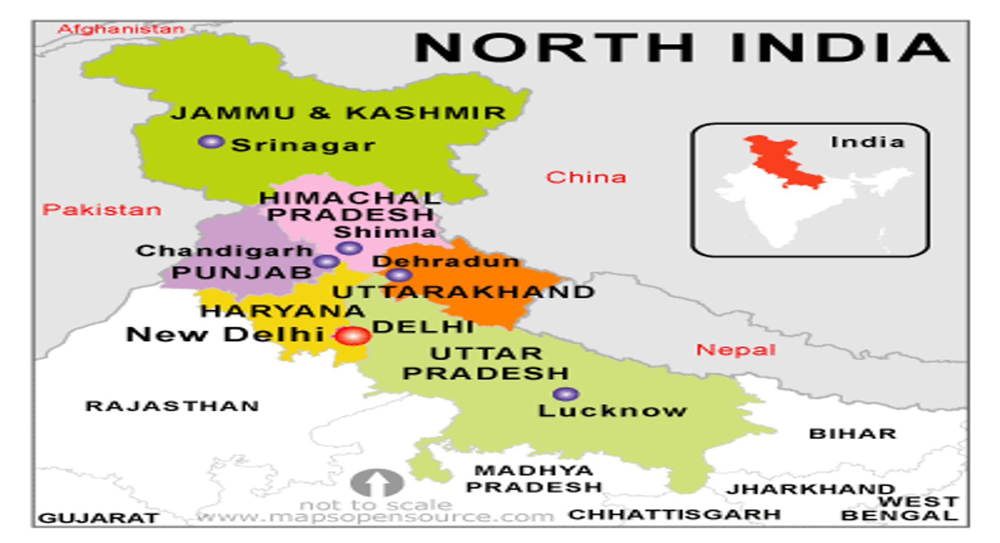 Afghanistan
NORTH INDIA
JAMMU & KASHMIR
Srinagar
India
China
Pakistan
HIMACHAL
PRADESH
Shimla
Chandigarh
Dehradun
PUNJAB
UTTARAKHAND
HARYANA
DELHI
New Delhi
Nepal
UTTAR
PRADESH
RAJASTHAN
Lucknow
BIHAR
MADHYA
PRADESH
JHARKHAND
WEST
BENGAL
not to scale
www.mapsopensource.com
CHHATTISGARH
GUJARAT